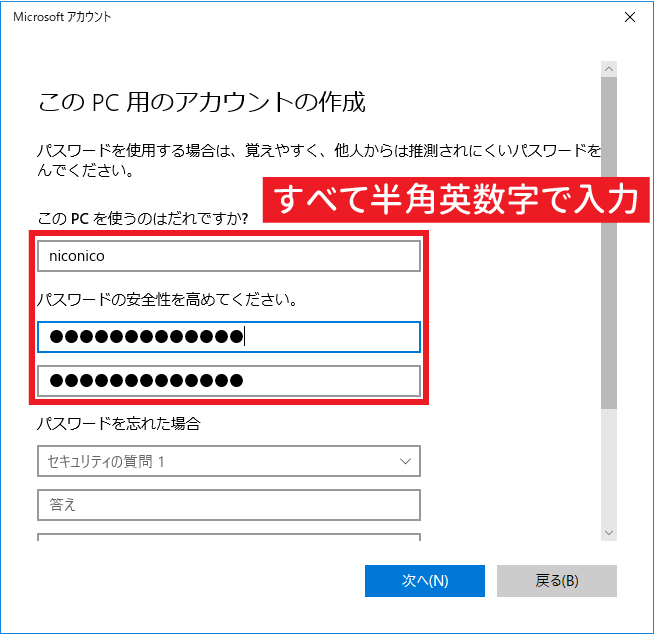 Microsoft アカウント
この PC 用のアカウントの作成
パスワードを使用する場合は、覚えやすく、他人からは推測されにくいパスワードを
んでください。
すべて半角英数字で入力
この PC を使うのはだれですか?
niconico
パスワードの安全性を高めてください。
●●●●●●●●●●●●●
●●●●●●●●●●●●●
パスワードを忘れた場合
セキュリティの質問 1
答え
次へ(N)
戻る(B)